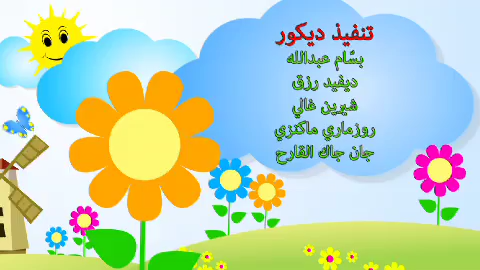 تنفيذ ديكور
بسّام عبدالله
ديفيد رزق
شيرين غالي
روزماري ماكنزي
جان جاك القارح